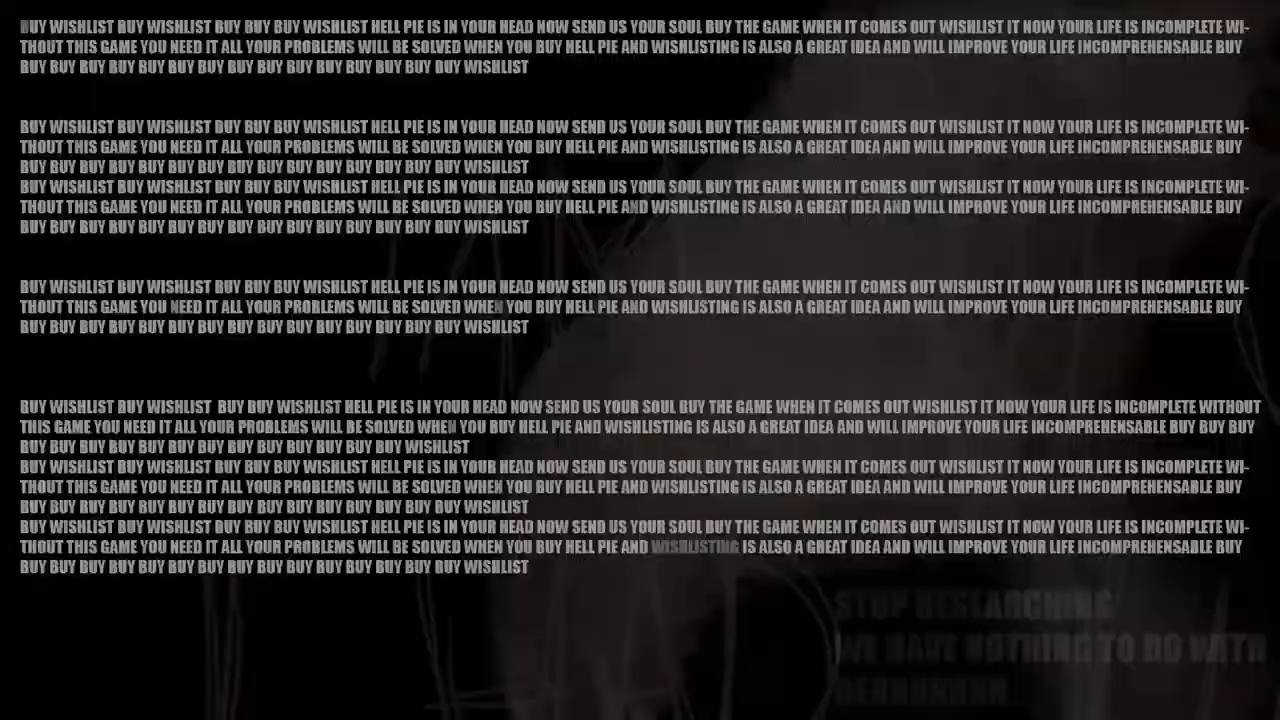 BUY WISHLIST BUY WISHLIST BUY BUY BUY WISHLIST HELL PIE IS IN YOUR HEAD NOW SEND US YOUR SOUL BUY THE GAME WHEN IT COMES OUT WISHLIST IT NOW YOUR LIFE IS INCOMPLETE WI-
THOUT THIS GAME YOU NEED IT ALL YOUR PROBLEMS WILL BE SOLVED WHEN YOU BUY HELL PIE AND WISHLISTING IS ALSO A GREAT IDEA AND WILL IMPROVE YOUR LIFE INCOMPREHENSABLE BUY
BUY BUY BUY BUY BUY BUY BUY BUY BUY BUY BUY BUY BUY BUY BUY WISHLIST
BUY WISHLIST BUY WISHLIST BUY BUY BUY WISHLIST HELL PIE IS IN YOUR HEAD NOW SEND US YOUR SOUL BUY THE GAME WHEN IT COMES OUT WISHLIST IT NOW YOUR LIFE IS INCOMPLETE WI-
THOUT THIS GAME YOU NEED IT ALL YOUR PROBLEMS WILL BE SOLVED WHEN YOU BUY HELL PIE AND WISHLISTING IS ALSO A GREAT IDEA AND WILL IMPROVE YOUR LIFE INCOMPREHENSABLE BUY
BUY BUY BUY BUY BUY BUY BUY BUY BUY BUY BUY BUY BUY BUY BUY WISHLIST
BUY WISHLIST BUY WISHLIST BUY BUY BUY WISHLIST HELL PIE IS IN YOUR HEAD NOW SEND US YOUR SOUL BUY THE GAME WHEN IT COMES OUT WISHLIST IT NOW YOUR LIFE IS INCOMPLETE WI-
THOUT THIS GAME YOU NEED IT ALL YOUR PROBLEMS WILL BE SOLVED WHEN YOU BUY HELL PIE AND WISHLISTING IS ALSO A GREAT IDEA AND WILL IMPROVE YOUR LIFE INCOMPREHENSABLE BUY
BUY BUY BUY BUY BUY BUY BUY BUY BUY BUY BUY BUY BUY BUY BUY WISHLIST
BUY WISHLIST BUY WISHLIST BUY BUY BUY WISHLIST HELL PIE IS IN YOUR HEAD NOW SEND US YOUR SOUL BUY THE GAME WHEN IT COMES OUT WISHLIST IT NOW YOUR LIFE IS INCOMPLETE WI-
THOUT THIS GAME YOU NEED IT ALL YOUR PROBLEMS WILL BE SOLVED WHEN YOU BUY HELL PIE AND WISHLISTING IS ALSO A GREAT IDEA AND WILL IMPROVE YOUR LIFE INCOMPREHENSABLE BUY
BUY BUY BUY BUY BUY BUY BUY BUY BUY BUY BUY BUY BUY BUY BUY WISHLIST
BUY WISHLIST BUY WISHLIST BUY BUY WISHLIST HELL PIE IS IN YOUR HEAD NOW SEND US YOUR SOUL BUY THE GAME WHEN IT COMES OUT WISHLIST IT NOW YOUR LIFE IS INCOMPLETE WITHOUT
THIS GAME YOU NEED IT ALL YOUR PROBLEMS WILL BE SOLVED WHEN YOU BUY HELL PIE AND WISHLISTING IS ALSO A GREAT IDEA AND WILL IMPROVE YOUR LIFE INCOMPREHENSABLE BUY BUY BUY
BUY BUY BUY BUY BUY BUY BUY BUY BUY BUY BUY BUY BUY WISHLIST
BUY WISHLIST BUY WISHLIST BUY BUY BUY WISHLIST HELL PIE IS IN YOUR HEAD NOW SEND US YOUR SOUL BUY THE GAME WHEN IT COMES OUT WISHLIST IT NOW YOUR LIFE IS INCOMPLETE WI-
THOUT THIS GAME YOU NEED IT ALL YOUR PROBLEMS WILL BE SOLVED WHEN YOU BUY HELL PIE AND WISHLISTING IS ALSO A GREAT IDEA AND WILL IMPROVE YOUR LIFE INCOMPREHENSABLE BUY
BUY BUY BUY BUY BUY BUY BUY BUY BUY BUY BUY BUY BUY BUY BUY WISHLIST
BUY WISHLIST BUY WISHLIST BUY BUY BUY WISHLIST HELL PIE IS IN YOUR HEAD NOW SEND US YOUR SOUL BUY THE GAME WHEN IT COMES OUT WISHLIST IT NOW YOUR LIFE IS INCOMPLETE WI-
THOUT THIS GAME YOU NEED IT ALL YOUR PROBLEMS WILL BE SOLVED WHEN YOU BUY HELL PIE AND WISHLISTING IS ALSO A GREAT IDEA AND WILL IMPROVE YOUR LIFE INCOMPREHENSABLE BUY
BUY BUY BUY BUY BUY BUY BUY BUY BUY BUY BUY BUY BUY BUY BUY WISHLIST
STOP RESEARCHING
WE HAVE NOTHING TO DO WITH